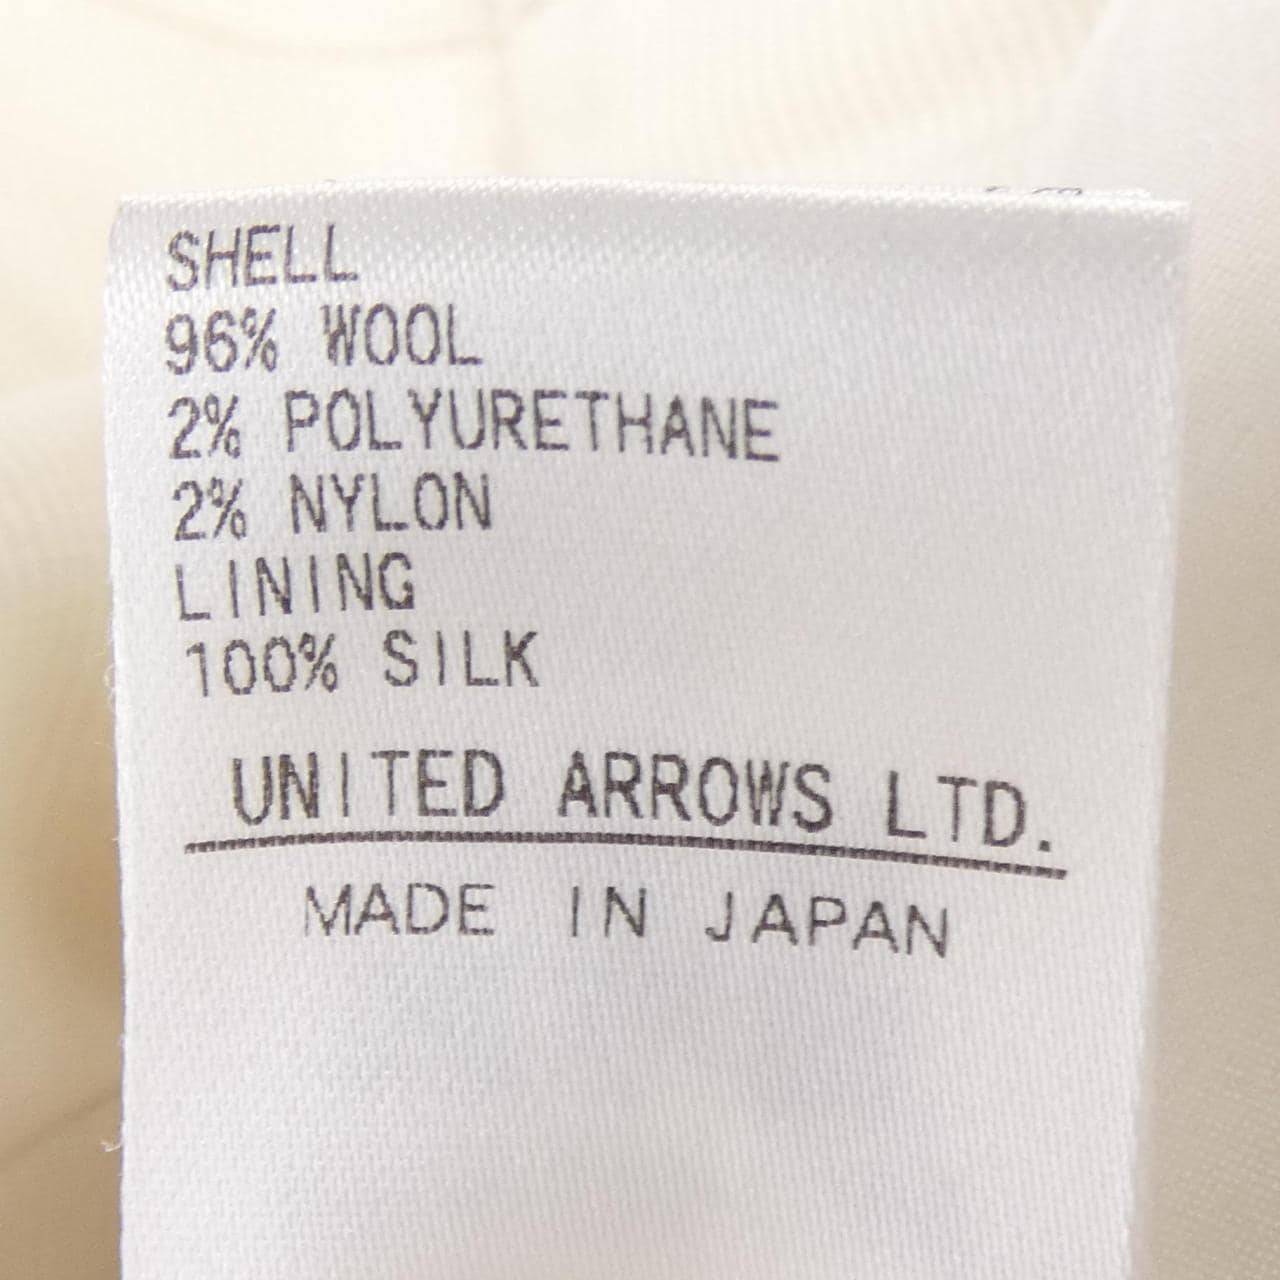 SHELL
96% WOOL
2% POLYURETHANE
2% NYLON
LINING
100% SILK
UNITED ARROWS LTD.
MADE IN JAPAN